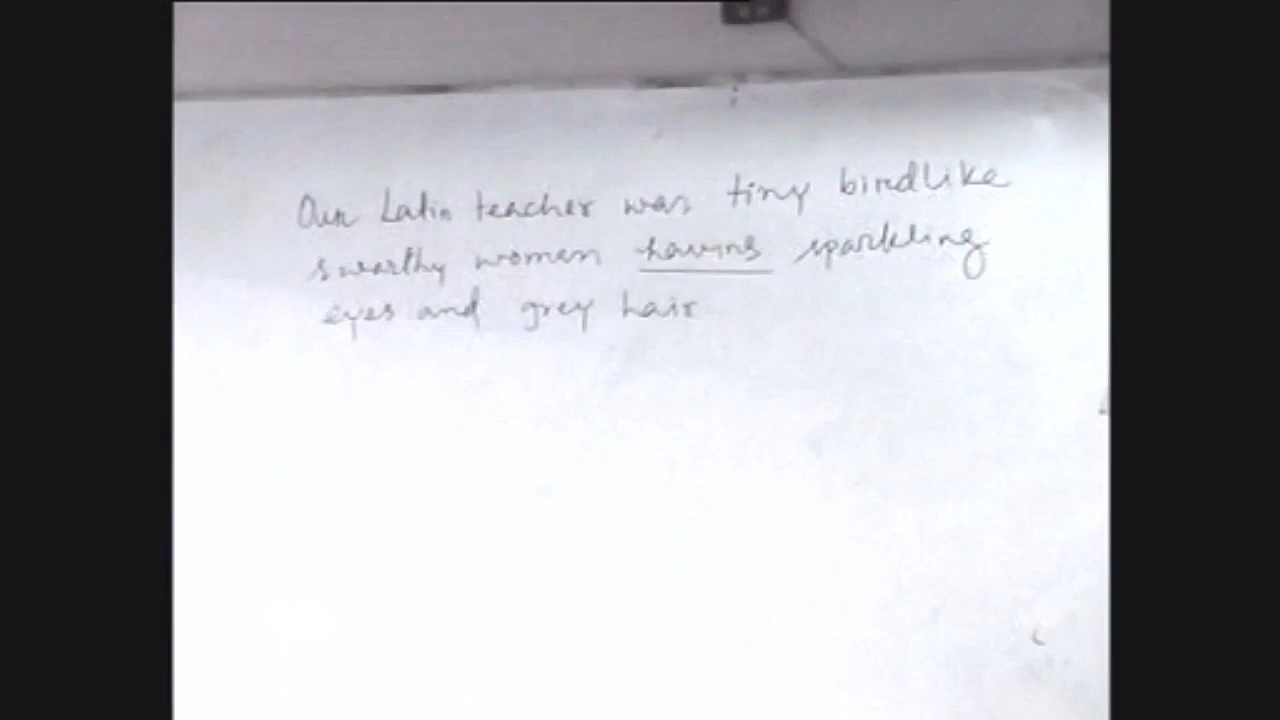 Our Latin teacher was tiny birdlike
swarthy women having sparkling
eyes and grey hair